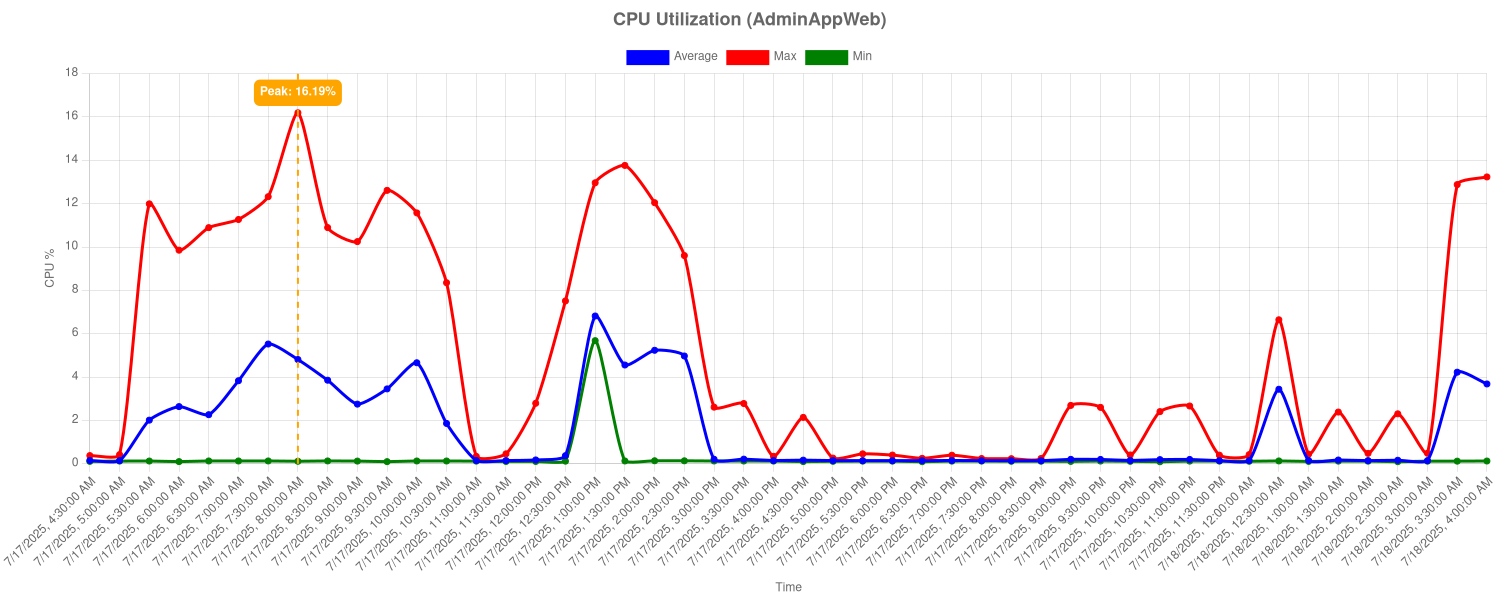 CPU Utilization (AdminAppWeb)
Average Max Min
Peak: 16.19%
18
16
14
12
10
8
6
4
2
0
CPU %
7/17/2025, 4:30:00 AM
7/17/2025, 5:00:00 AM
7/17/2025, 5:30:00 AM
7/17/2025, 6:00:00 AM
7/17/2025, 6:30:00 AM
7/17/2025, 7:00:00 AM
7/17/2025, 7:30:00 AM
7/17/2025, 8:00:00 AM
7/17/2025, 8:30:00 AM
7/17/2025, 9:00:00 AM
7/17/2025, 9:30:00 AM
7/17/2025, 10:00:00 AM
7/17/2025, 10:30:00 AM
7/17/2025, 11:00:00 AM
7/17/2025, 11:30:00 AM
7/17/2025, 12:00:00 PM
7/17/2025, 12:30:00 PM
7/17/2025, 1:00:00 PM
7/17/2025, 1:30:00 PM
7/17/2025, 2:00:00 PM
7/17/2025, 2:30:00 PM
7/17/2025, 3:00:00 PM
7/17/2025, 3:30:00 PM
7/17/2025, 4:00:00 PM
7/17/2025, 4:30:00 PM
7/17/2025, 5:00:00 PM
7/17/2025, 5:30:00 PM
7/17/2025, 6:00:00 PM
7/17/2025, 6:30:00 PM
7/17/2025, 7:00:00 PM
7/17/2025, 7:30:00 PM
7/17/2025, 8:00:00 PM
7/17/2025, 8:30:00 PM
7/17/2025, 9:00:00 PM
7/17/2025, 9:30:00 PM
7/17/2025, 10:00:00 PM
7/17/2025, 10:30:00 PM
7/17/2025, 11:00:00 PM
7/17/2025, 11:30:00 PM
7/18/2025, 12:00:00 AM
7/18/2025, 12:30:00 AM
7/18/2025, 1:00:00 AM
7/18/2025, 1:30:00 AM
7/18/2025, 2:00:00 AM
7/18/2025, 2:30:00 AM
7/18/2025, 3:00:00 AM
7/18/2025, 3:30:00 AM
7/18/2025, 4:00:00 AM
Time